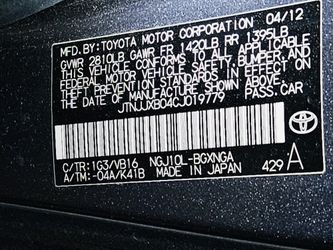 MFD. BY: TOYOTA MOTOR CORPORATION 04/12
GVWR 2810LB GAWR FR 1420LB RR 1395LB
THIS VEHICLE CONFORMS TO ALL APPLICABLE
FEDERAL MOTOR VEHICLE SAFETY, BUMPER, AND
THEFT PREVENTION STANDARDS IN EFFECT ON
THE DATE OF MANUFACTURE SHOWN ABOVE.
JTNJJXB04CJ019779 PASS. CAR
TOYOTA
C/TR: 1G3/VB16 NGJ10L-BGXNGA
A/TM: -04A/K41B MADE IN JAPAN 429 A